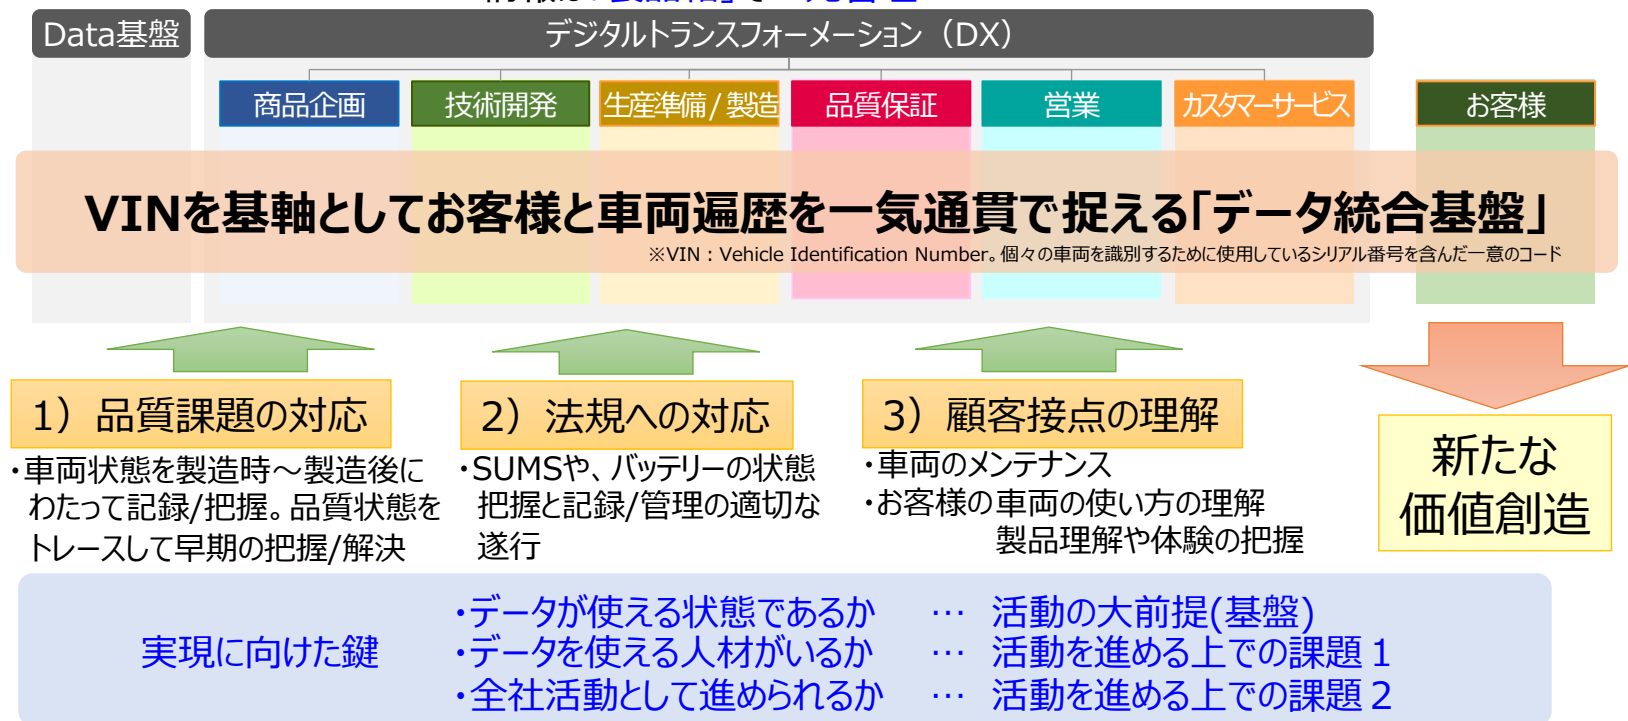 Data基盤
デジタルトランスフォーメーション（DX）
商品企画
技術開発
生産準備/製造
品質保証
営業
カスタマーサービス
お客様
VINを基軸としてお客様と車両遍歴を一気通貫で捉える「データ統合基盤」
※VIN：Vehicle Identification Number。個々の車両を識別するために使用しているシリアル番号を含んだ一意のコード
1）品質課題の対応
・車両状態を製造時～製造後に
わたって記録/把握。品質状態を
トレースして早期の把握/解決
2）法規への対応
・SUMSや、バッテリーの状態
把握と記録/管理の適切な
遂行
3）顧客接点の理解
・車両のメンテナンス
・お客様の車両の使い方の理解
製品理解や体験の把握
新たな
価値創造
実現に向けた鍵
・データが使える状態であるか … 活動の大前提(基盤)
・データを使える人材がいるか … 活動を進める上での課題1
・全社活動として進められるか … 活動を進める上での課題2